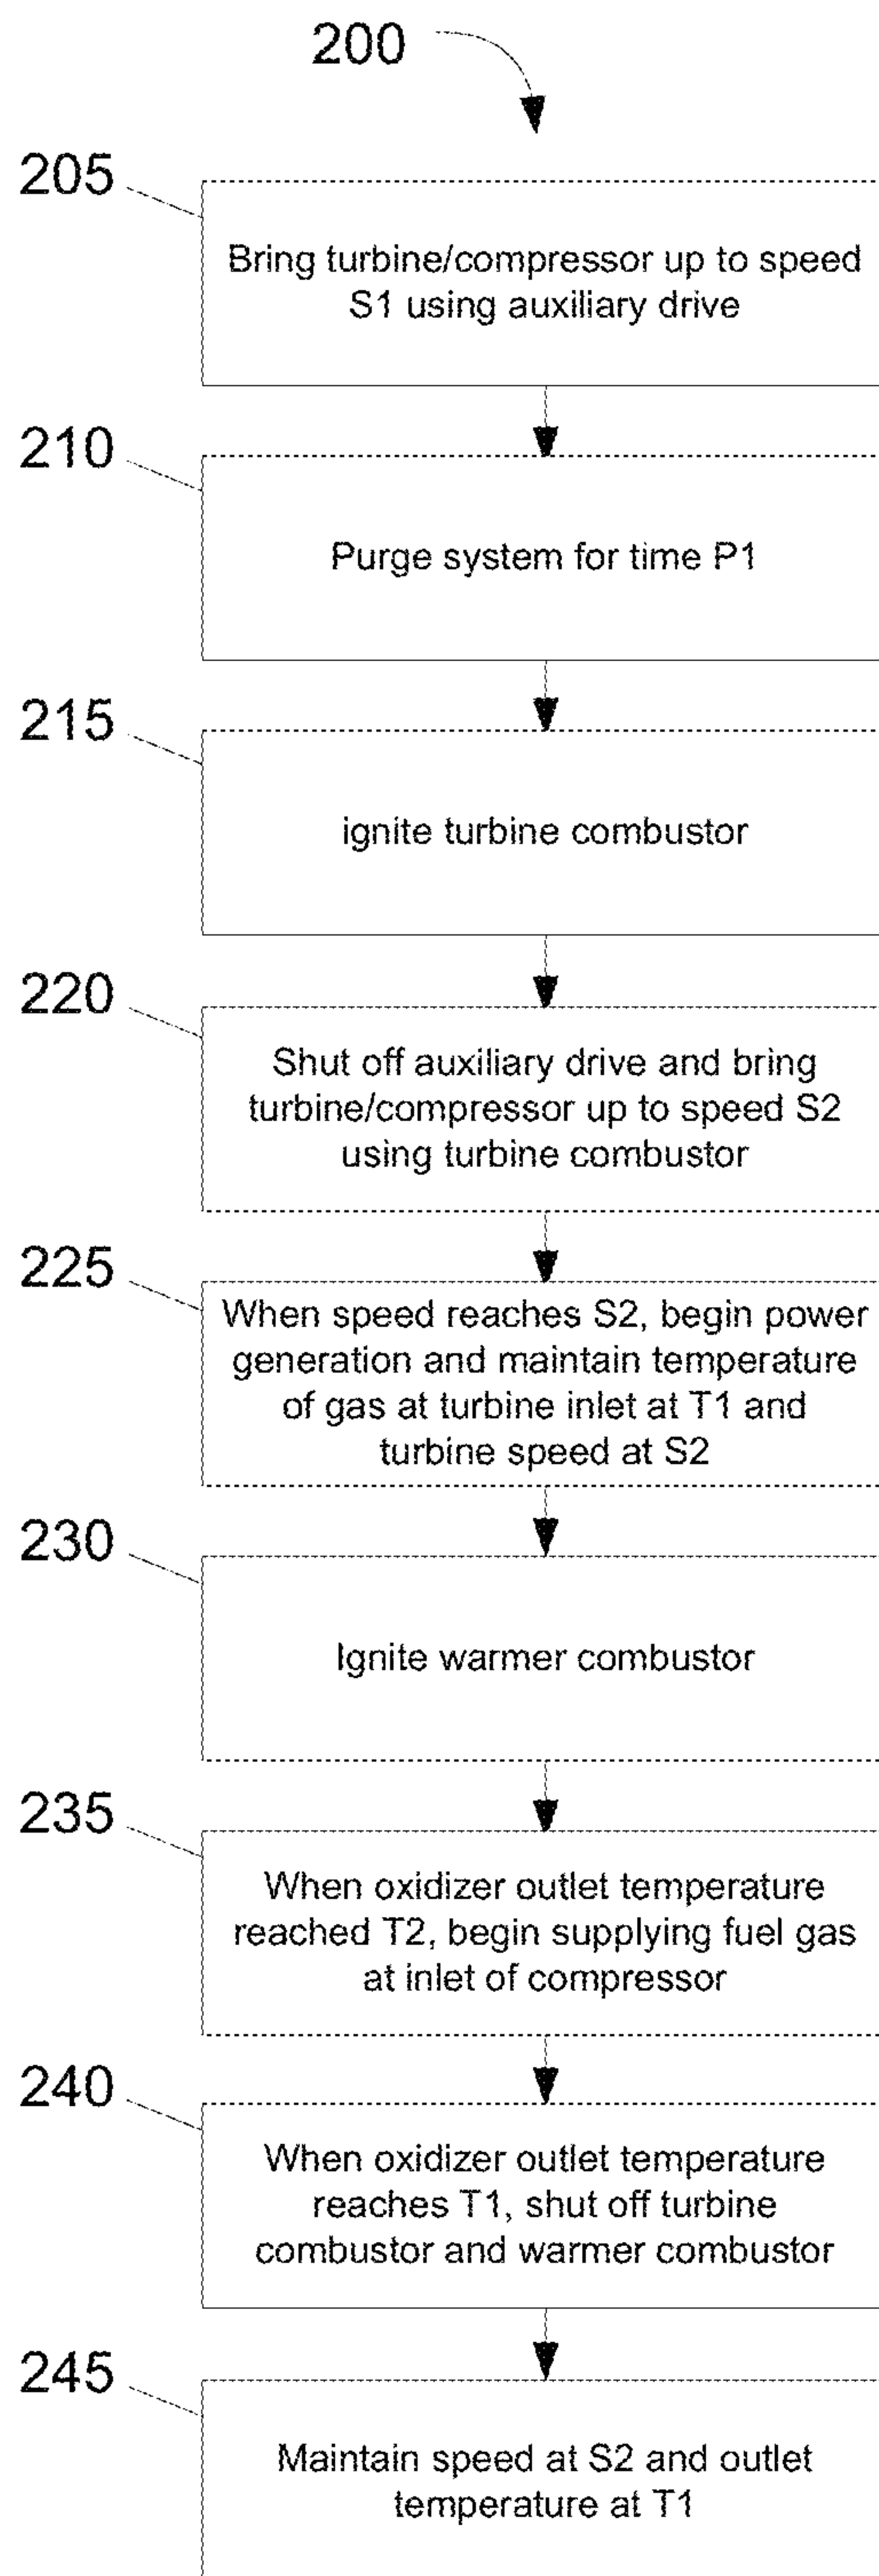 200
205
Bring turbine/compressor up to speed
S1 using auxiliary drive
210
Purge system for time P1
215
ignite turbine combustor
220
Shut off auxiliary drive and bring
turbine/compressor up to speed S2
using turbine combustor
225
When speed reaches S2, begin power
generation and maintain temperature
of gas at turbine inlet at T1 and
turbine speed at S2
230
Ignite warmer combustor
235
When oxidizer outlet temperature
reached T2, begin supplying fuel gas
at inlet of compressor
240
When oxidizer outlet temperature
reaches T1, shut off turbine
combustor and warmer combustor
245
Maintain speed at S2 and outlet
temperature at T1